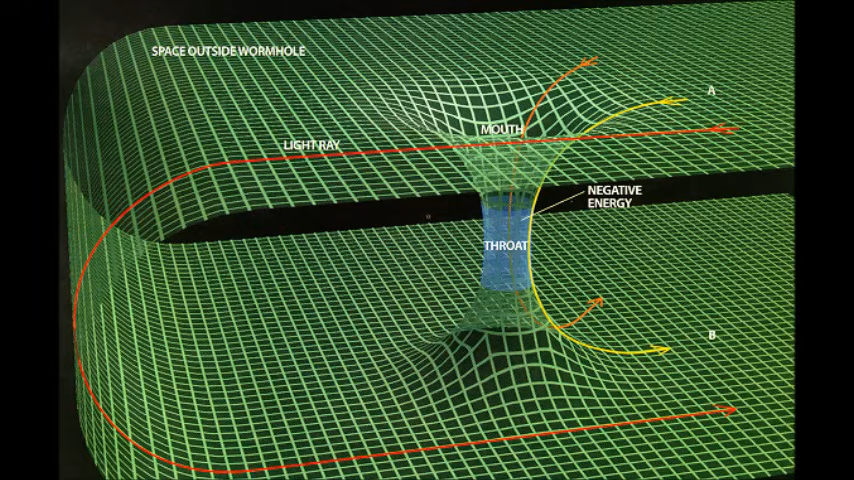 SPACE OUTSIDE WORMHOLE
A
MOUTH
LIGHT RAY
NEGATIVE
ENERGY
THROAT
B